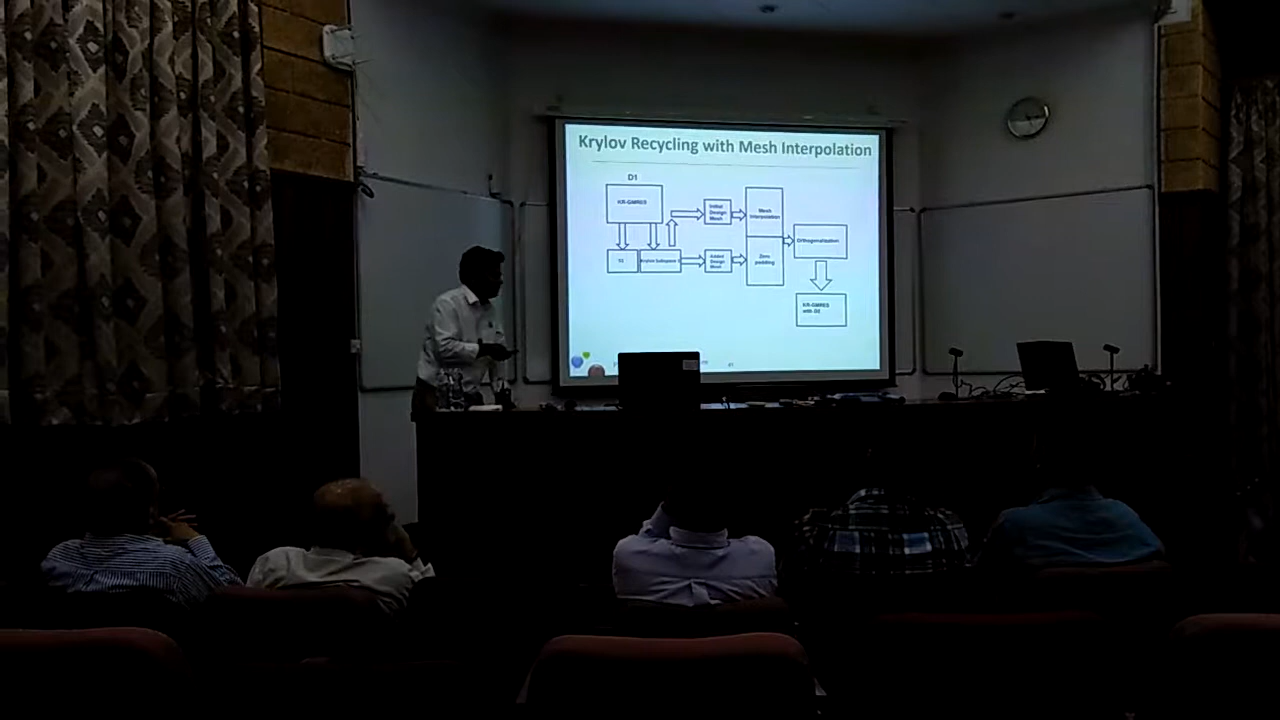 Krylov Recycling with Mesh Interpolation
D1
KR-GMRES
Initial
Design
Mesh
Mesh
Interpolation
Orthogonalization
Krylov Subspace
Added
Design
Mesh
Zero
padding
KR-GMRES
with D2